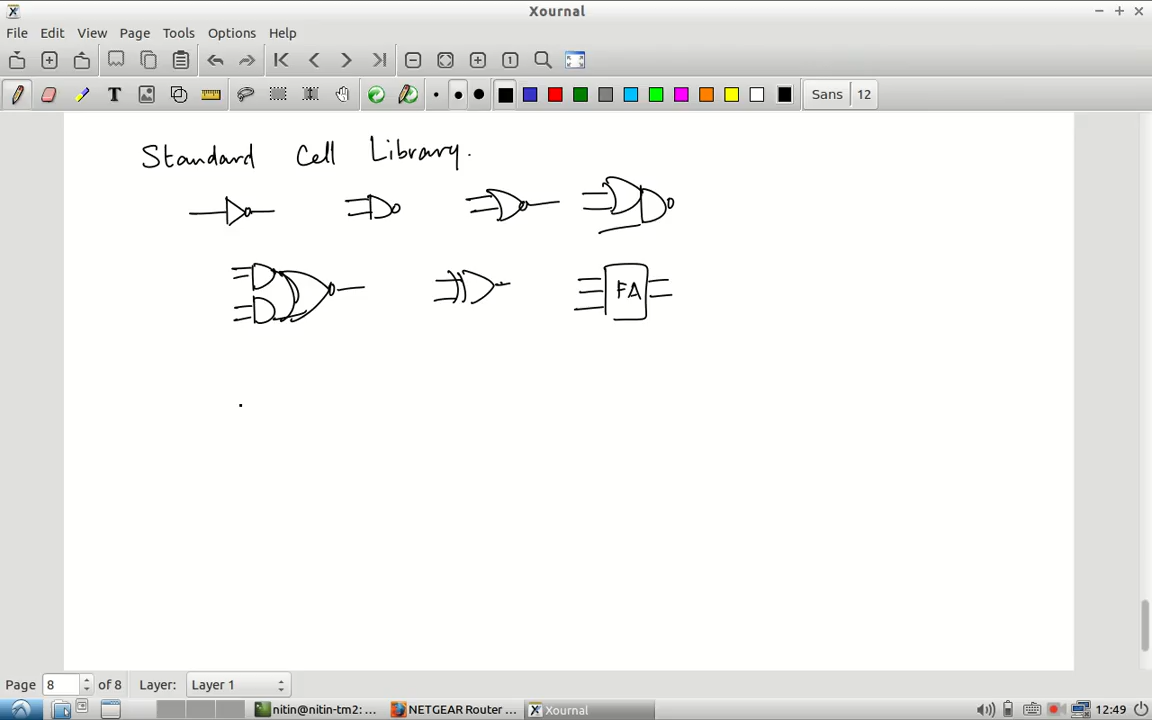 Xournal
File Edit View Page Tools Options Help
Sans 12
Standard Cell Library.
FA
Page 8 of 8 Layer: Layer 1
nitin@nitin-tm2: ... NETGEAR Router ... Xournal 12:49